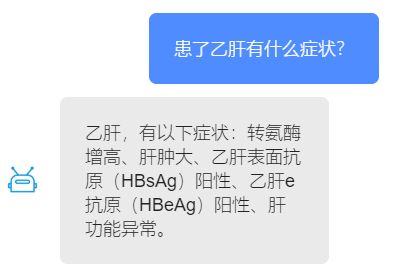 患了乙肝有什么症状?
乙肝，有以下症状：转氨酶
增高、肝肿大、乙肝表面抗
原（HBsAg）阳性、乙肝e
抗原（HBeAg）阳性、肝
功能异常。